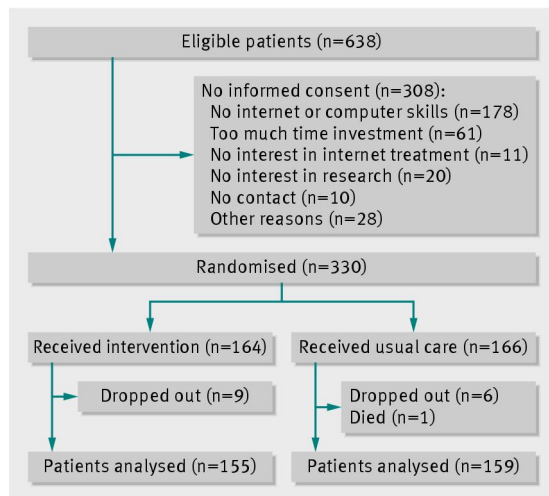 Eligible patients (n=638)
No informed consent (n=308):
No internet or computer skills (n=178)
Too much time investment (n=61)
No interest in internet treatment (n=11)
No interest in research (n=20)
No contact (n=10)
Other reasons (n=28)
Randomised (n=330)
Received intervention (n=164)
Received usual care (n=166)
Dropped out (n=9)
Dropped out (n=6)
Died (n=1)
Patients analysed (n=155)
Patients analysed (n=159)